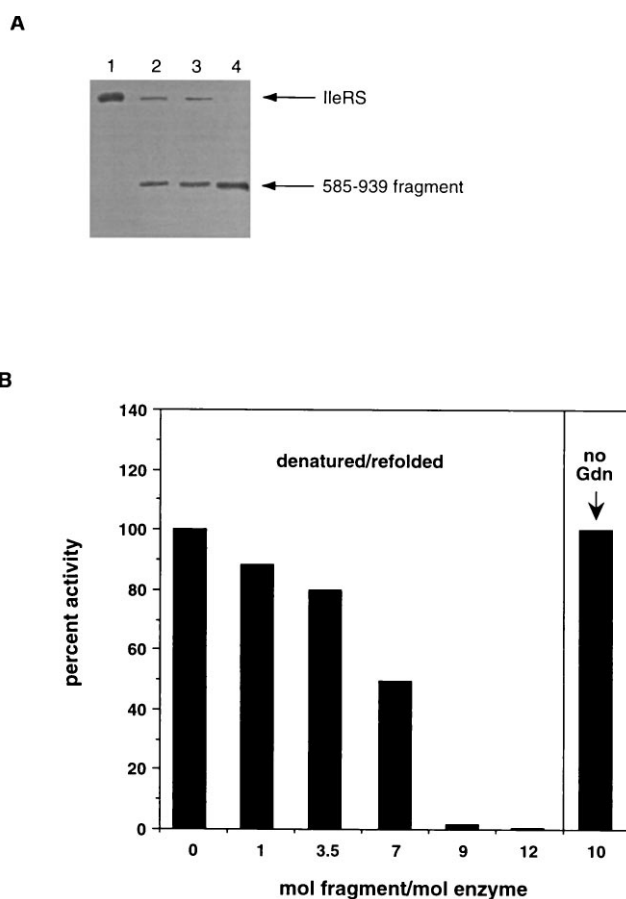 A
1 2 3 4
IleRS
585-939 fragment
B
140
120
100
80
60
40
20
0
percent activity
denatured/refolded
no
Gdn
0 1 3.5 7 9 12 10
mol fragment/mol enzyme